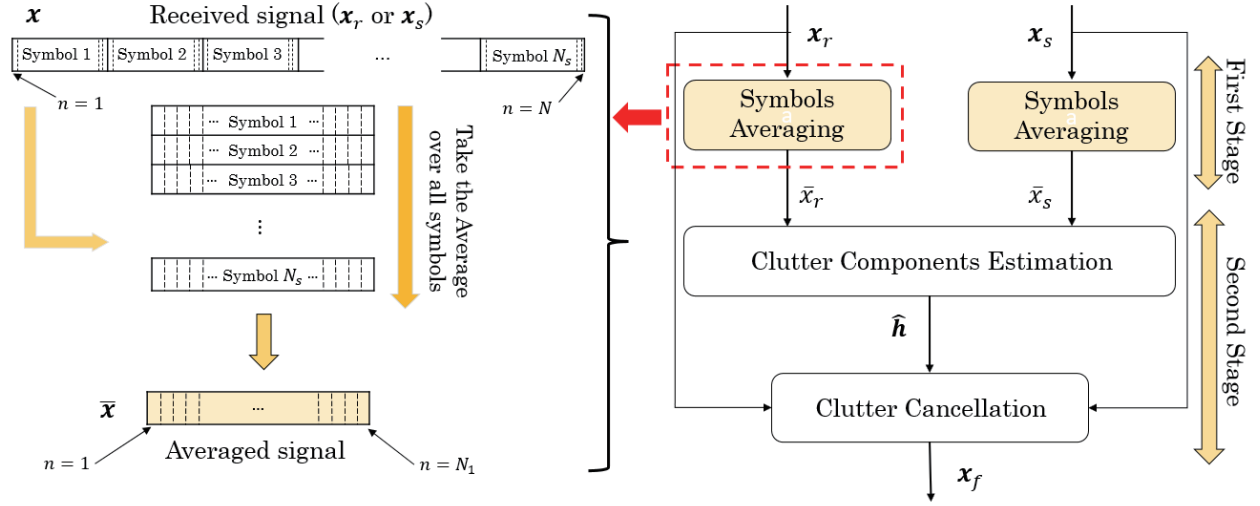 x
Received signal (x_r or x_s)
Symbol 1
Symbol 2
Symbol 3
...
Symbol N_s
n = 1
n = N
... Symbol 1 ...
... Symbol 2 ...
... Symbol 3 ...
⋮
... Symbol N_s ...
Take the Average
over all symbols
x̄
...
Averaged signal
n = 1
n = N_1
x_r
x_s
Symbols
Averaging
a
Symbols
Averaging
a
First Stage
x̄_r
x̄_s
Clutter Components Estimation
ĥ
Second Stage
Clutter Cancellation
x_f